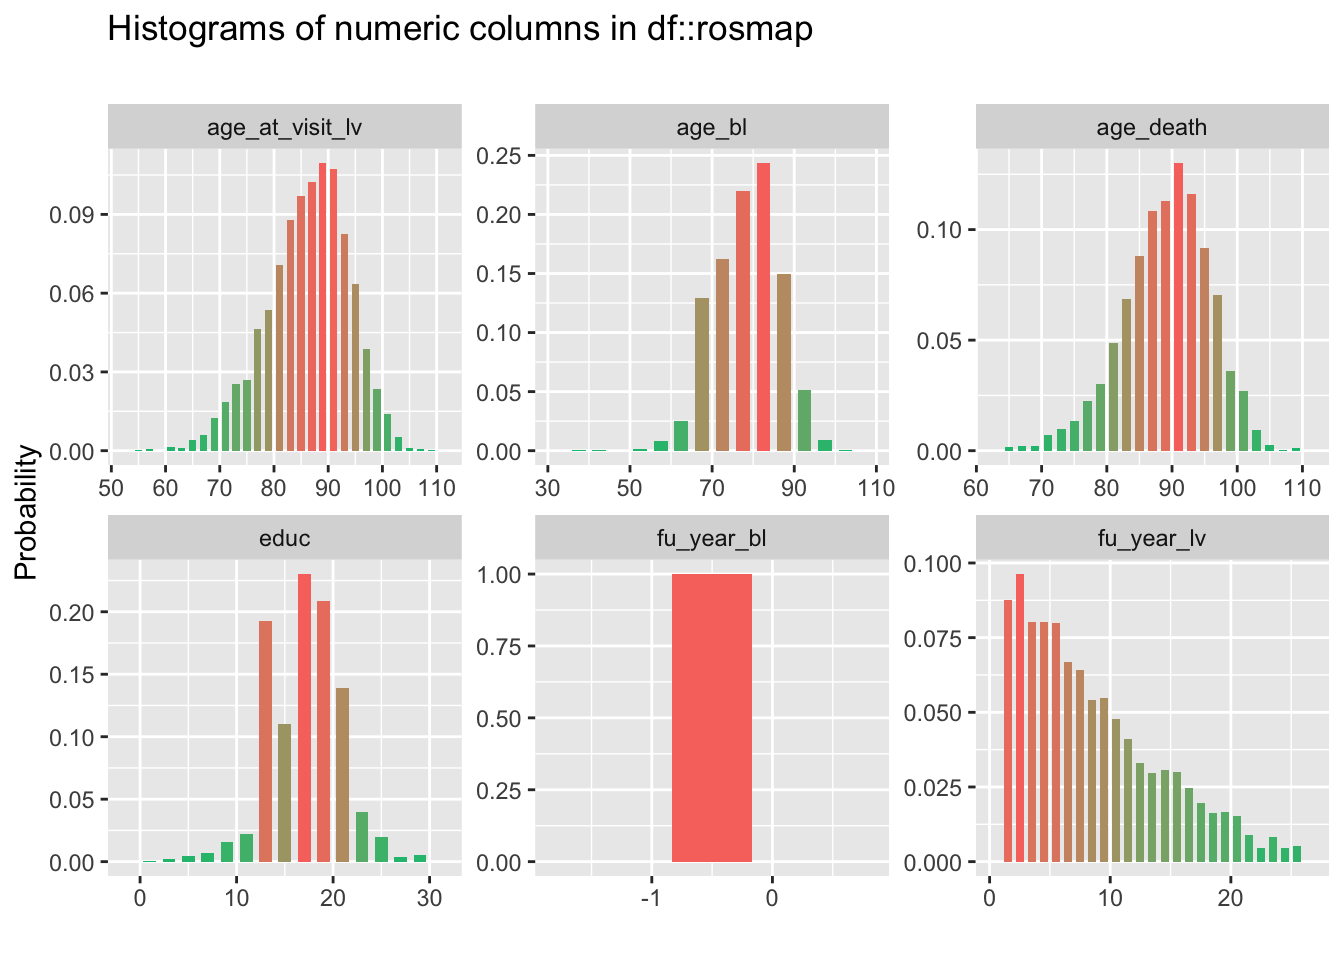 Histograms of numeric columns in df::rosmap
Probability
age_at_visit_lv
0.09
0.06
0.03
0.00
50 60 70 80 90 100 110
age_bl
0.25
0.20
0.15
0.10
0.05
0.00
30 50 70 90 110
age_death
0.10
0.05
0.00
60 70 80 90 100 110
educ
0.20
0.15
0.10
0.05
0.00
0 10 20 30
fu_year_bl
1.00
0.75
0.50
0.25
0.00
-1 0
fu_year_lv
0.100
0.075
0.050
0.025
0.000
0 10 20